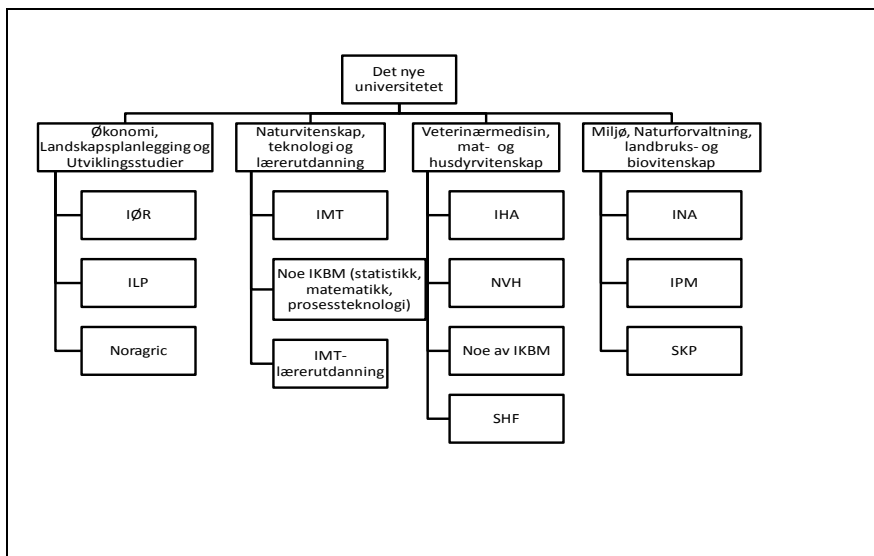 Det nye
universitetet
Økonomi,
Landskapsplanlegging og
Utviklingsstudier
IØR
ILP
Noragric
Naturvitenskap,
teknologi og
lærerutdanning
IMT
Noe IKBM (statistikk,
matematikk,
prosessteknologi)
IMT-
lærerutdanning
Veterinærmedisin,
mat- og
husdyrvitenskap
IHA
NVH
Noe av IKBM
SHF
Miljø, Naturforvaltning,
landbruks- og
biovitenskap
INA
IPM
SKP